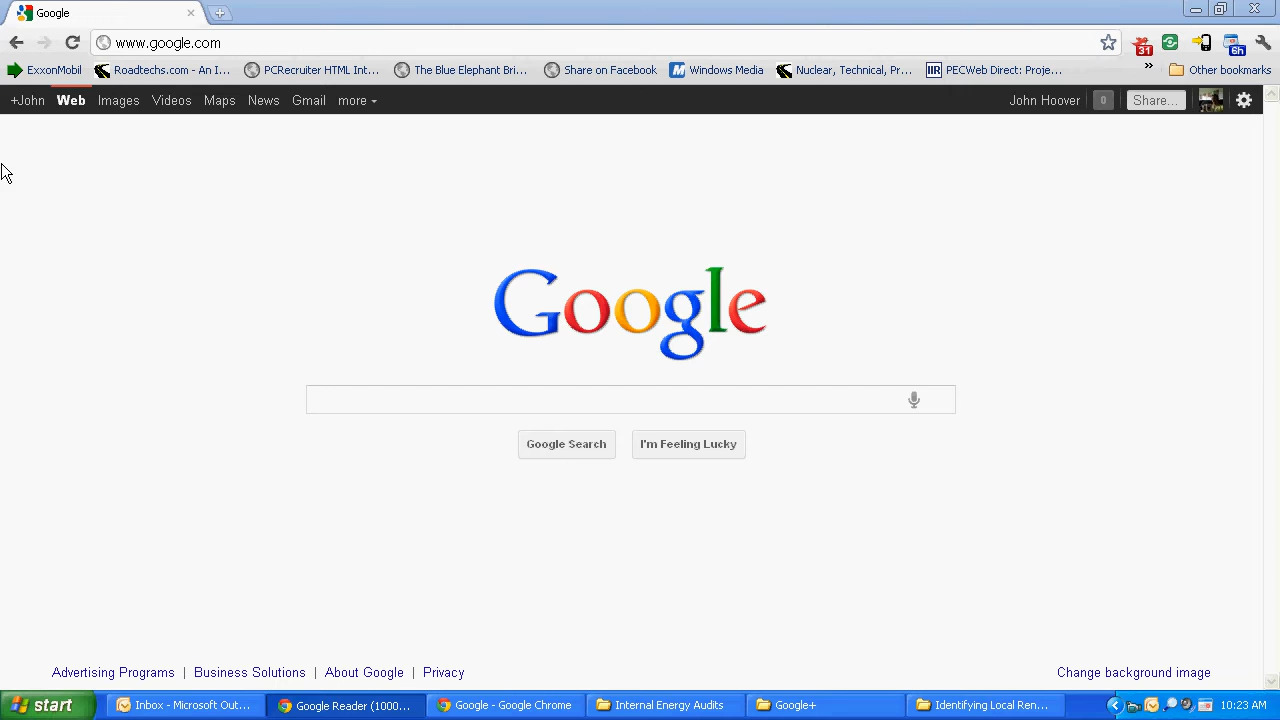 Google
www.google.com
ExxonMobil Roadtechs.com - An I... PCRecruiter HTML Int... The Blue Elephant Bri... Share on Facebook Windows Media Nuclear, Technical, Pr... PECWeb Direct: Proje... » Other bookmarks
+John Web Images Videos Maps News Gmail more John Hoover 0 Share...
31
6h
Google
Google Search I'm Feeling Lucky
Advertising Programs | Business Solutions | About Google | Privacy Change background image
start Inbox - Microsoft Out... Google Reader (1000... Google - Google Chrome Internal Energy Audits Google+ Identifying Local Ren... 10:23 AM